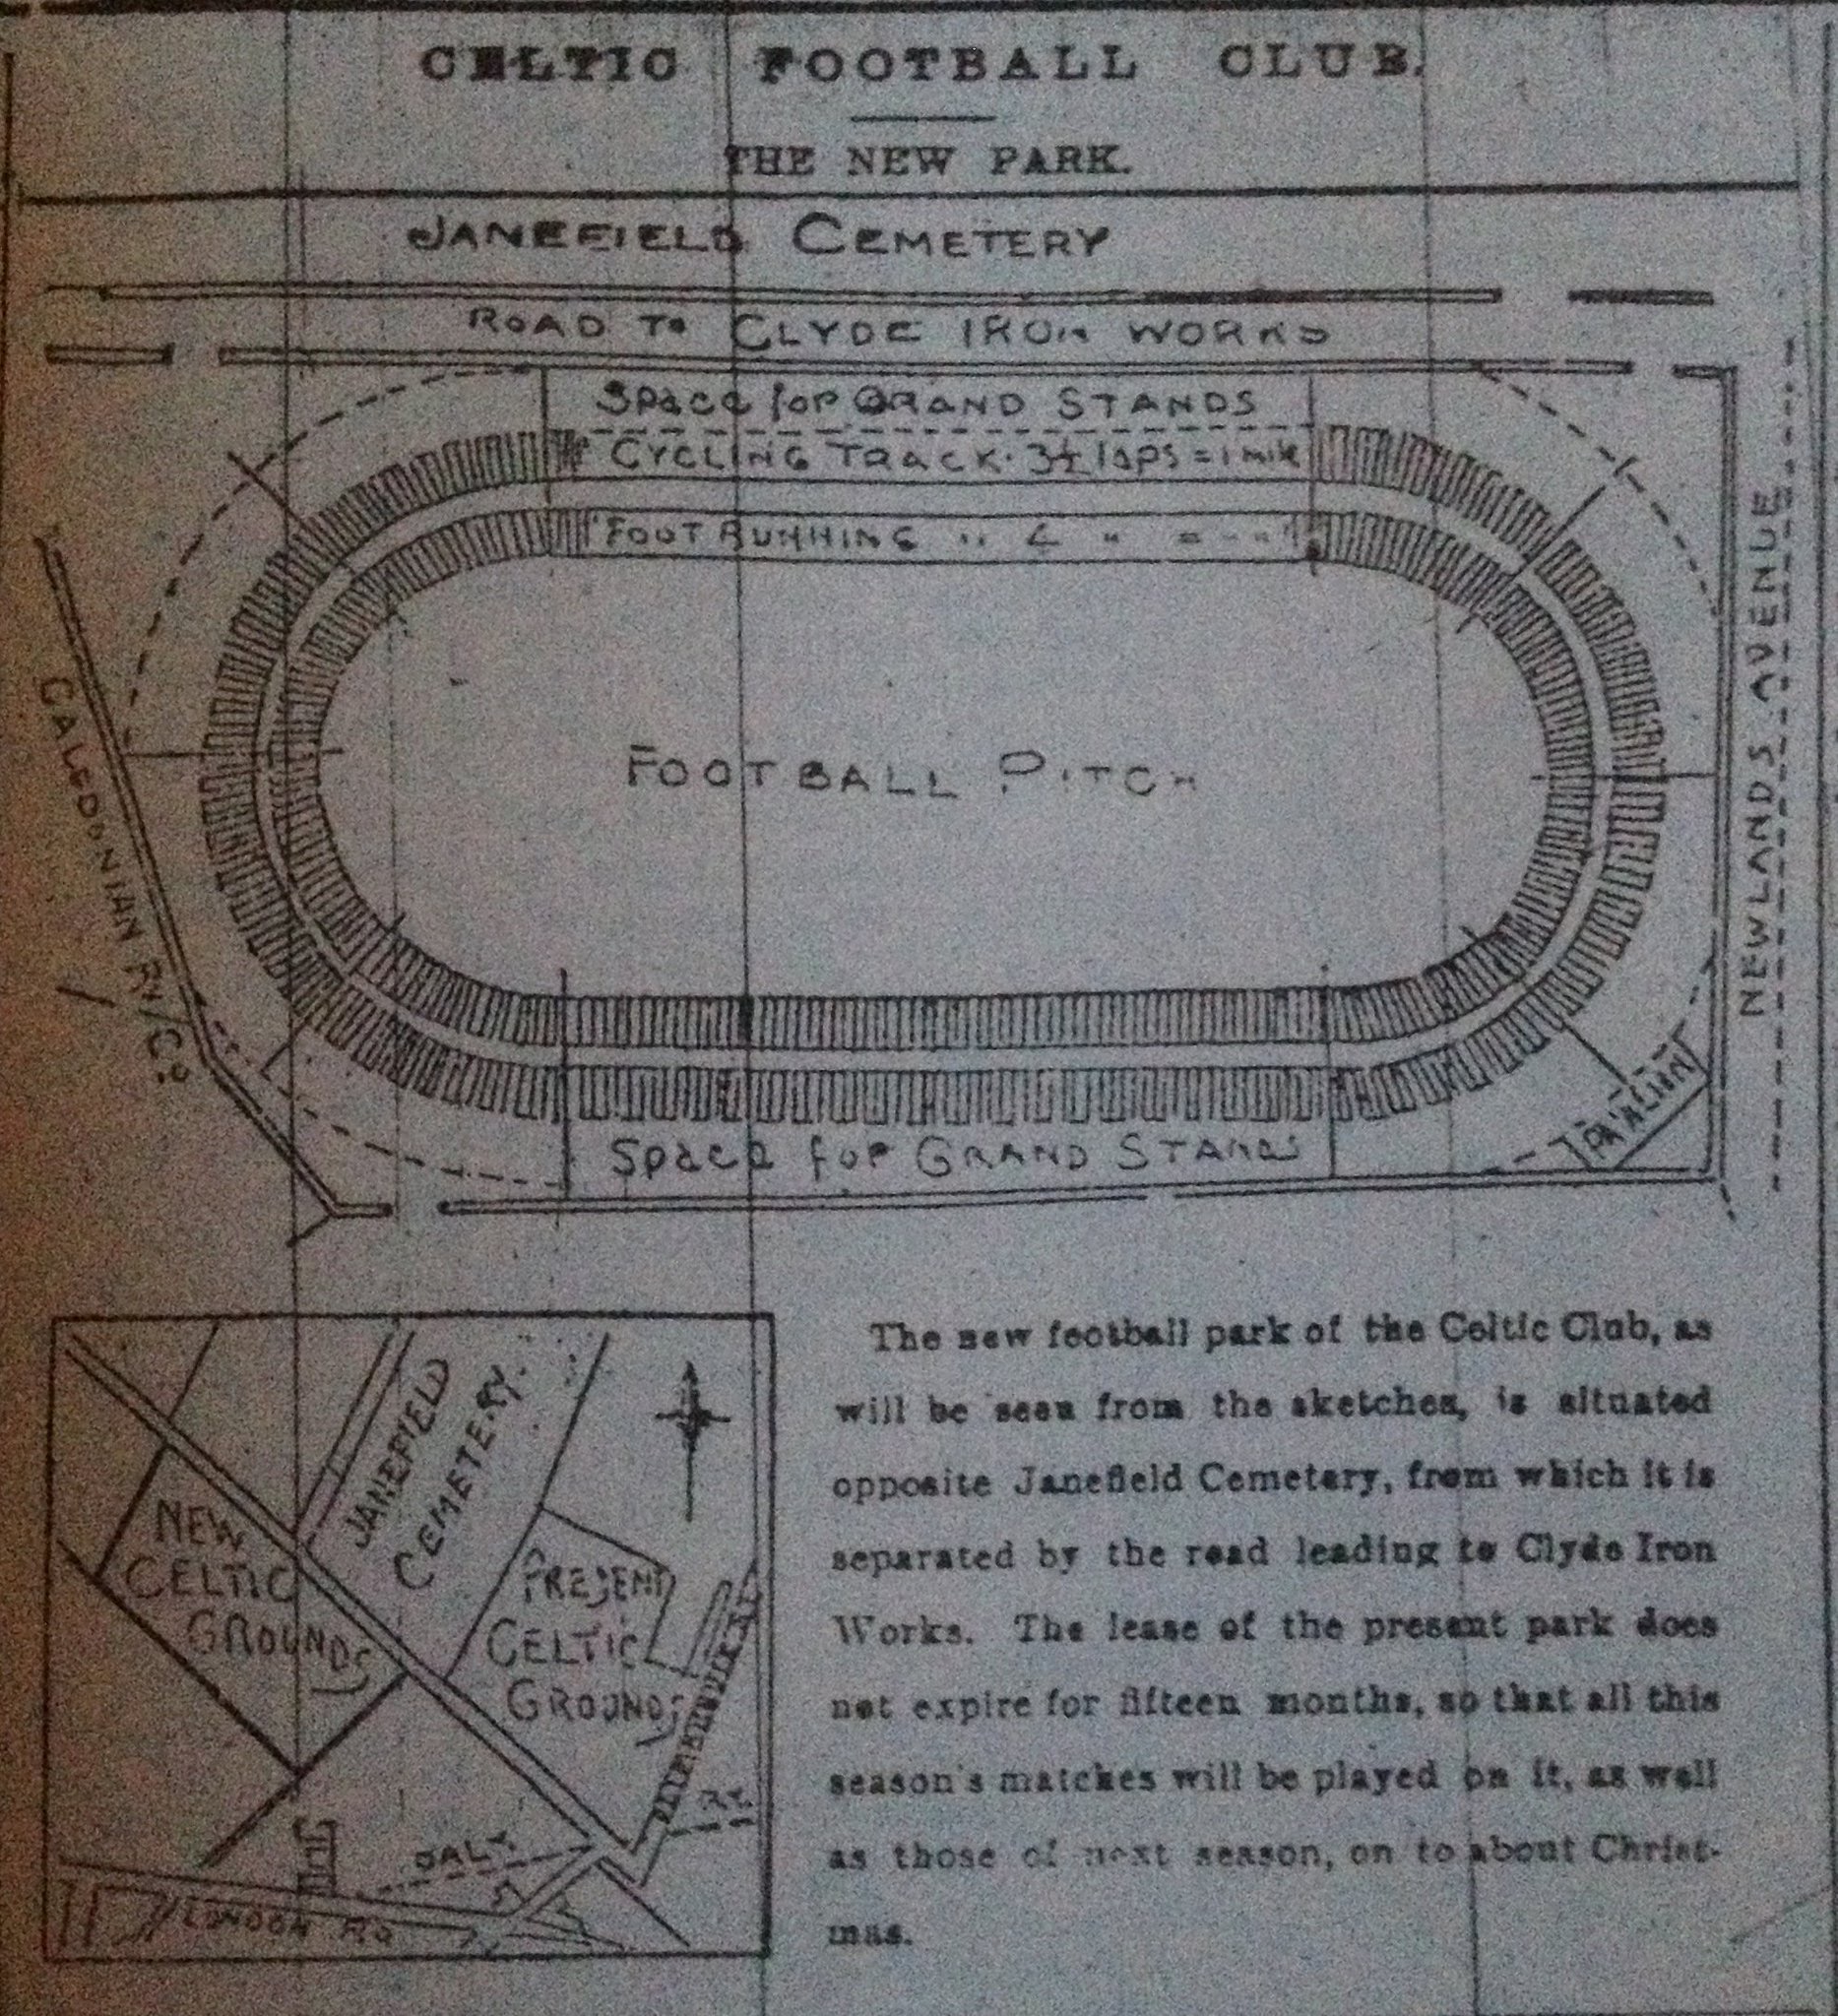 CELTIC FOOTBALL CLUB.
THE NEW PARK.
JANEFIELD CEMETERY
ROAD TO CLYDE IRON WORKS
Space for GRAND STANDS
CYCLING TRACK. 3½ laps = 1 mile
FOOT RUNNING " 4 " = - "
FOOTBALL PITCH
CALEDONIAN RY/Co.
NEWLANDS AVENUE
PAVALION
Space for GRAND STANDS
NEW
CELTIC
GROUNDS
JANEFIELD
CEMETERY.
PRESENT
CELTIC
GROUNDS
DALY
RY.
LONDON RD
The new football park of the Celtic Club, as
will be seen from the sketches, is situated
opposite Janefield Cemetary, from which it is
separated by the road leading to Clyde Iron
Works. The lease of the present park does
not expire for fifteen months, so that all this
season's matches will be played on it, as well
as those of next season, on to about Christ-
mas.